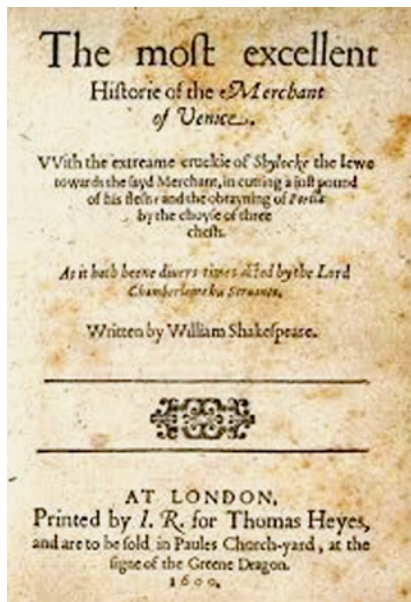 The moſt excellent
Hiſtorie of the Merchant
of Venice.
VVith the extreame crueltie of Shylocke the Iewe
towards the ſayd Merchant, in cutting a iuſt pound
of his fleſh: and the obtayning of Portia
by the choyſe of three
cheſts.
As it hath beene diuers times acted by the Lord
Chamberlaine his Seruants.
Written by William Shakeſpeare.
AT LONDON,
Printed by I. R. for Thomas Heyes,
and are to be ſold in Paules Church-yard, at the
ſigne of the Greene Dragon.
1600.